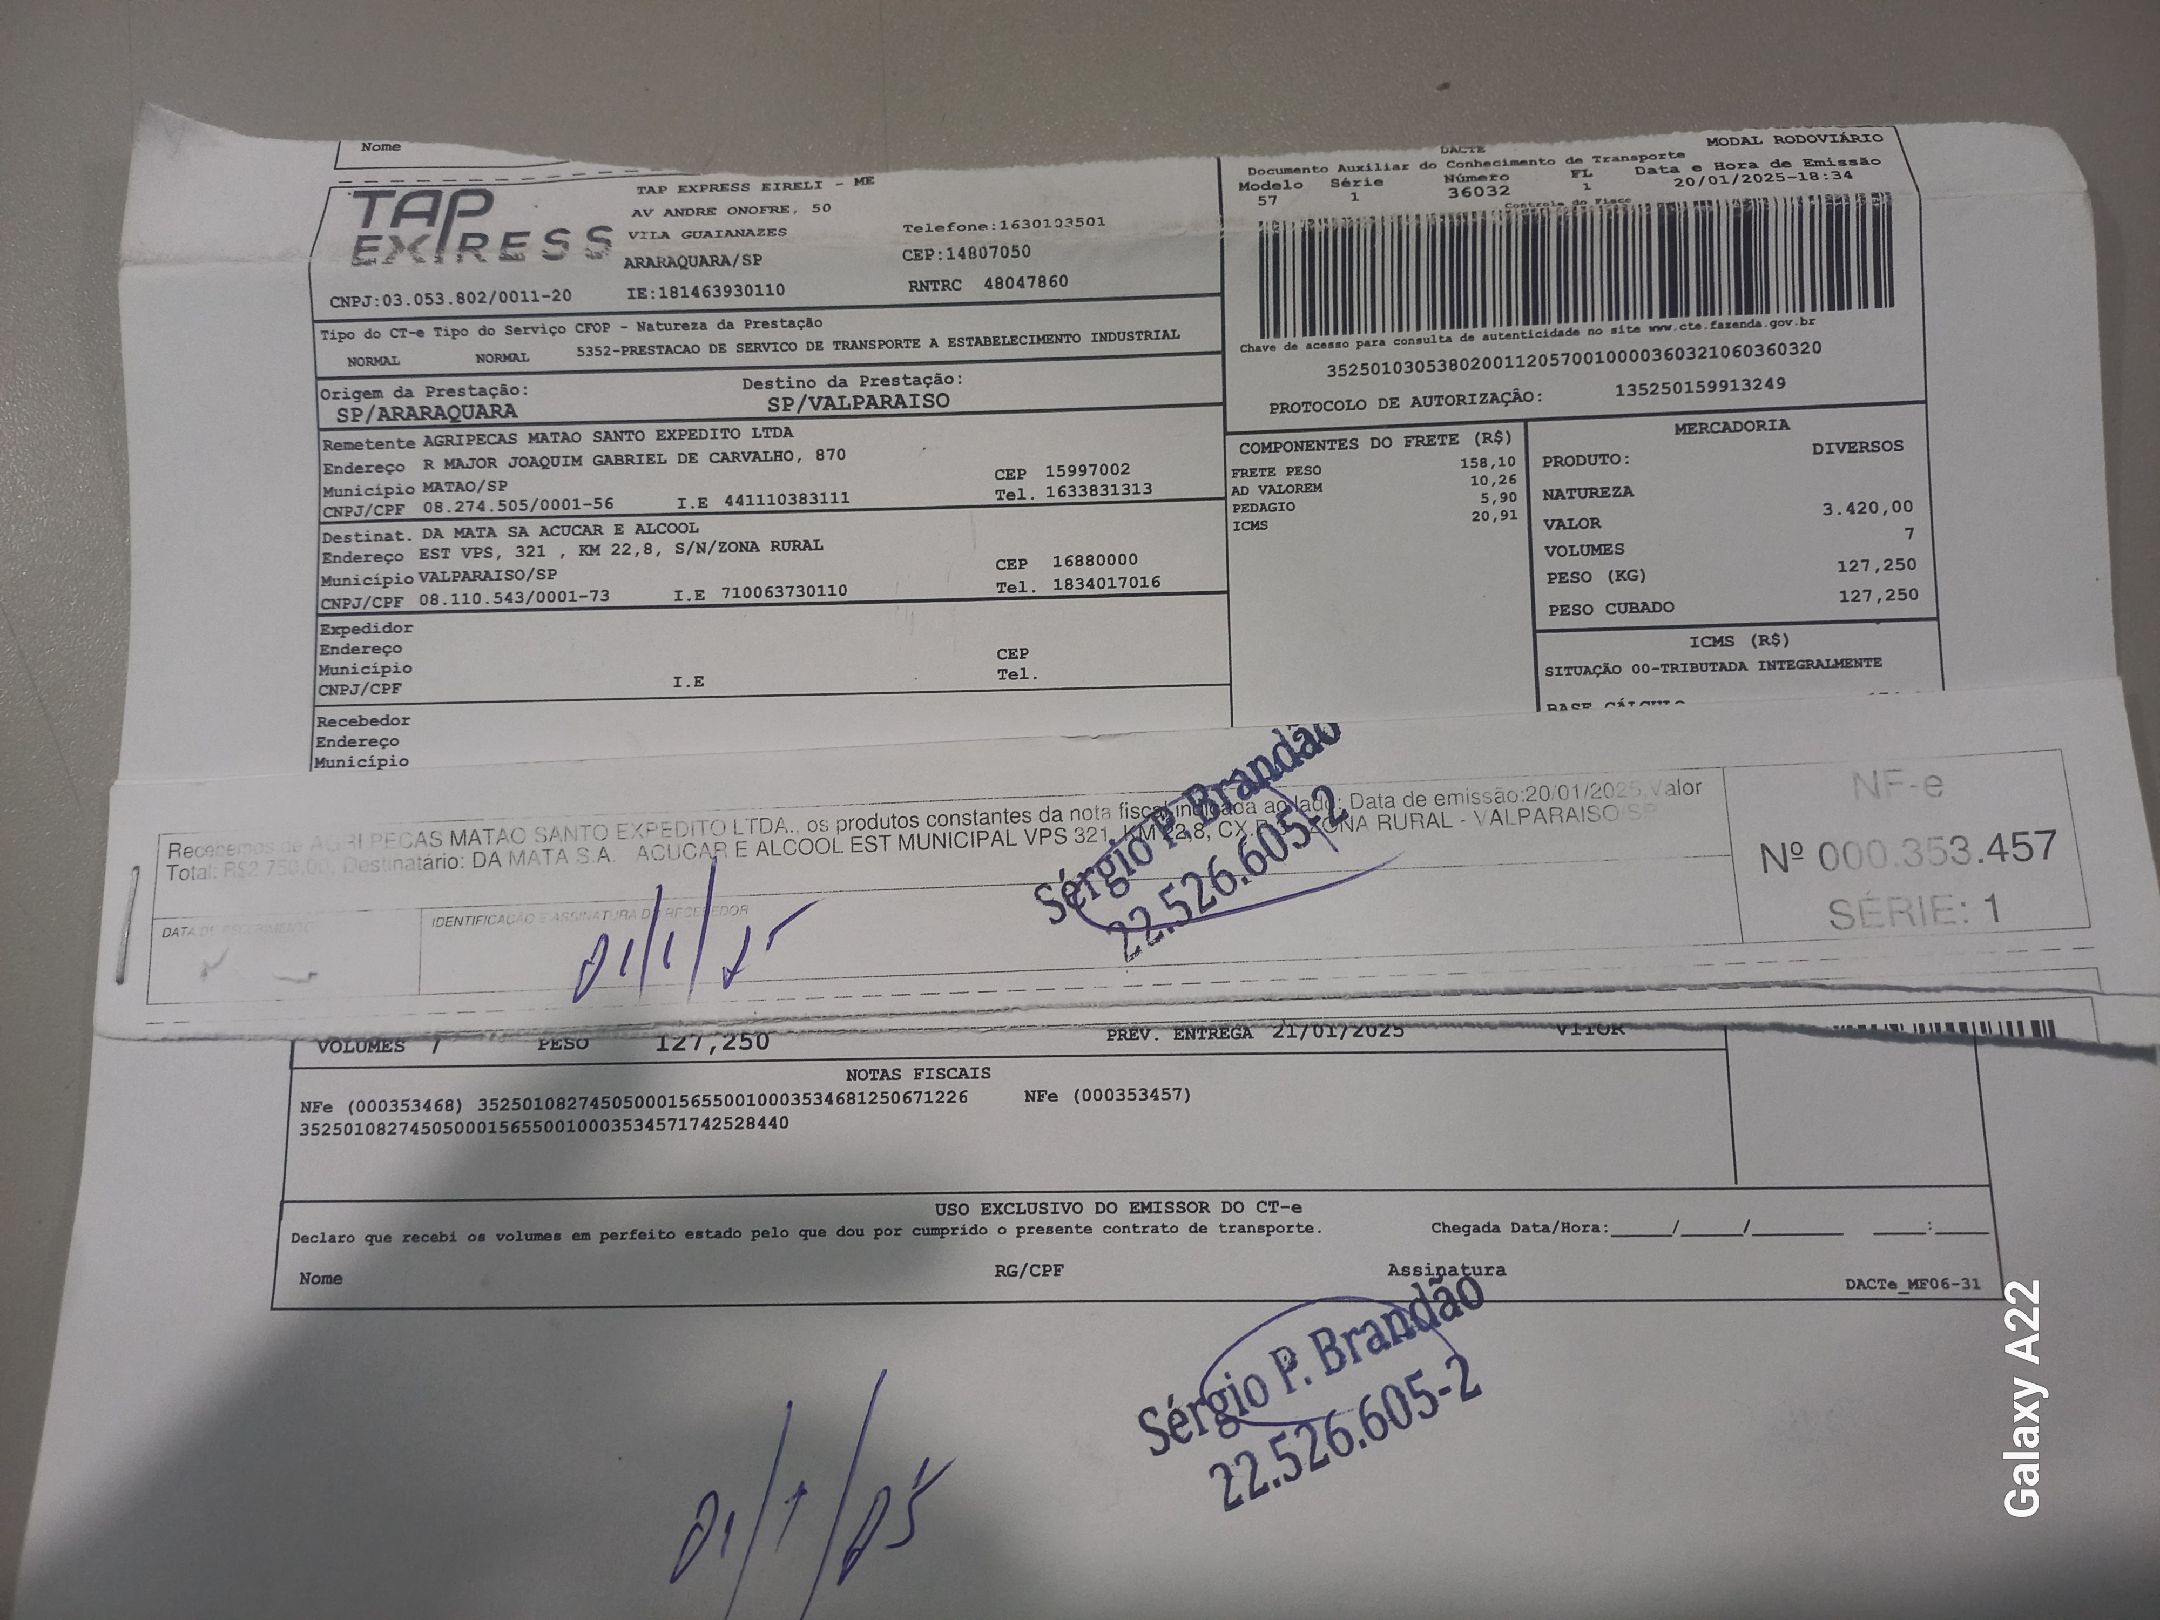 Nome
TAP EXPRESS
TAP EXPRESS EIRELI - ME
AV ANDRE ONOFRE, 50
VILA GUAIANAZES Telefone:1630103501
ARARAQUARA/SP CEP:14807050
CNPJ:03.053.802/0011-20 IE:181463930110 RNTRC 48047860
DACTE MODAL RODOVIÁRIO
Documento Auxiliar do Conhecimento de Transporte
Modelo Série Número FL Data e Hora de Emissão
57 1 36032 1 20/01/2025-18:34
Controle do Fisco
Chave de acesso para consulta de autenticidade no site www.cte.fazenda.gov.br
35250103053802001120570010000360321060360320
PROTOCOLO DE AUTORIZAÇÃO: 135250159913249
Tipo do CT-e Tipo do Serviço CFOP - Natureza da Prestação
NORMAL NORMAL 5352-PRESTACAO DE SERVICO DE TRANSPORTE A ESTABELECIMENTO INDUSTRIAL
Origem da Prestação: Destino da Prestação:
SP/ARARAQUARA SP/VALPARAISO
Remetente AGRIPECAS MATAO SANTO EXPEDITO LTDA
Endereço R MAJOR JOAQUIM GABRIEL DE CARVALHO, 870
Município MATAO/SP CEP 15997002
CNPJ/CPF 08.274.505/0001-56 I.E 441110383111 Tel. 1633831313
Destinat. DA MATA SA ACUCAR E ALCOOL
Endereço EST VPS, 321 , KM 22,8, S/N/ZONA RURAL
Município VALPARAISO/SP CEP 16880000
CNPJ/CPF 08.110.543/0001-73 I.E 710063730110 Tel. 1834017016
Expedidor
Endereço
Município CEP
CNPJ/CPF I.E Tel.
Recebedor
Endereço
Município
COMPONENTES DO FRETE (R$)
FRETE PESO 158,10
AD VALOREM 10,26
PEDAGIO 5,90
ICMS 20,91
MERCADORIA
PRODUTO: DIVERSOS
NATUREZA
VALOR 3.420,00
VOLUMES 7
PESO (KG) 127,250
PESO CUBADO 127,250
ICMS (R$)
SITUAÇÃO 00-TRIBUTADA INTEGRALMENTE
BASE CÁLCULO
Recebemos de AGRIPECAS MATAO SANTO EXPEDITO LTDA., os produtos constantes da nota fiscal indicada ao lado; Data de emissão:20/01/2025,Valor
Total: R$2.750,00, Destinatário: DA MATA S.A. ACUCAR E ALCOOL EST MUNICIPAL VPS 321, KM 22,8, CX.P ZONA RURAL - VALPARAISO/SP
DATA DE RECEBIMENTO IDENTIFICAÇÃO E ASSINATURA DO RECEBEDOR
NF-e
Nº 000.353.457
SÉRIE: 1
Sérgio P. Brandão
22.526.605-2
VOLUMES 7 PESO 127,250 PREV. ENTREGA 21/01/2025 VITOR
NOTAS FISCAIS
NFe (000353468) 35250108274505000156550010003534681250671226 NFe (000353457)
35250108274505000156550010003534571742528440
USO EXCLUSIVO DO EMISSOR DO CT-e
Declaro que recebi os volumes em perfeito estado pelo que dou por cumprido o presente contrato de transporte. Chegada Data/Hora:_____/_____/_______ ____:____
Nome RG/CPF Assinatura
DACTe_MF06-31
Sérgio P. Brandão
22.526.605-2
Galaxy A22